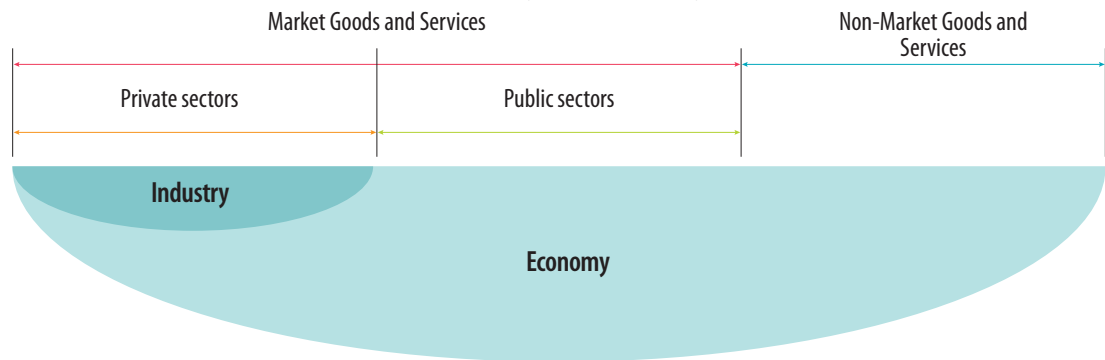 Market Goods and Services
Non-Market Goods and
Services
Private sectors
Public sectors
Industry
Economy